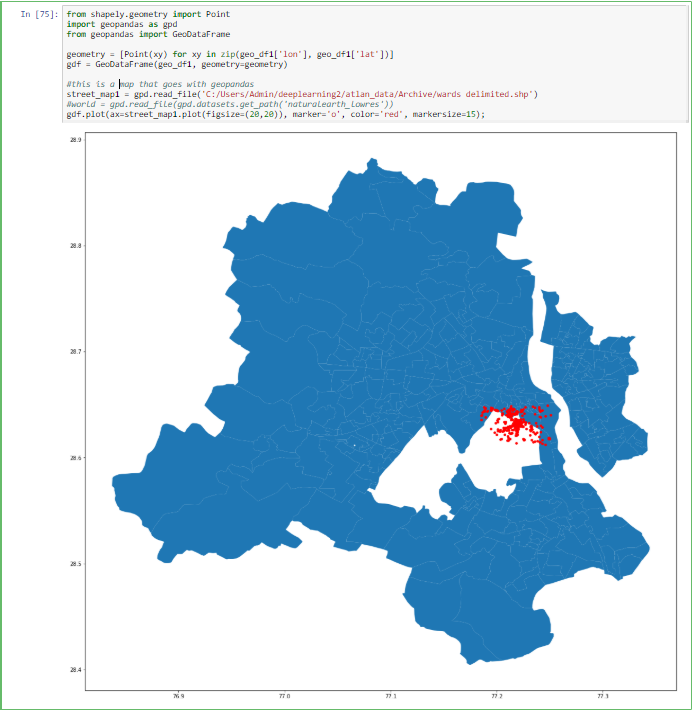 In [75]: from shapely.geometry import Point
import geopandas as gpd
from geopandas import GeoDataFrame
geometry = [Point(xy) for xy in zip(geo_df1['lon'], geo_df1['lat'])]
gdf = GeoDataFrame(geo_df1, geometry=geometry)
#this is a map that goes with geopandas
street_map1 = gpd.read_file('C:/Users/Admin/deeplearning2/atlan_data/Archive/wards delimited.shp')
#world = gpd.read_file(gpd.datasets.get_path('naturalearth_lowres'))
gdf.plot(ax=street_map1.plot(figsize=(20,20)), marker='o', color='red', markersize=15);
28.9
28.8
28.7
28.6
28.5
28.4
76.9 77.0 77.1 77.2 77.3